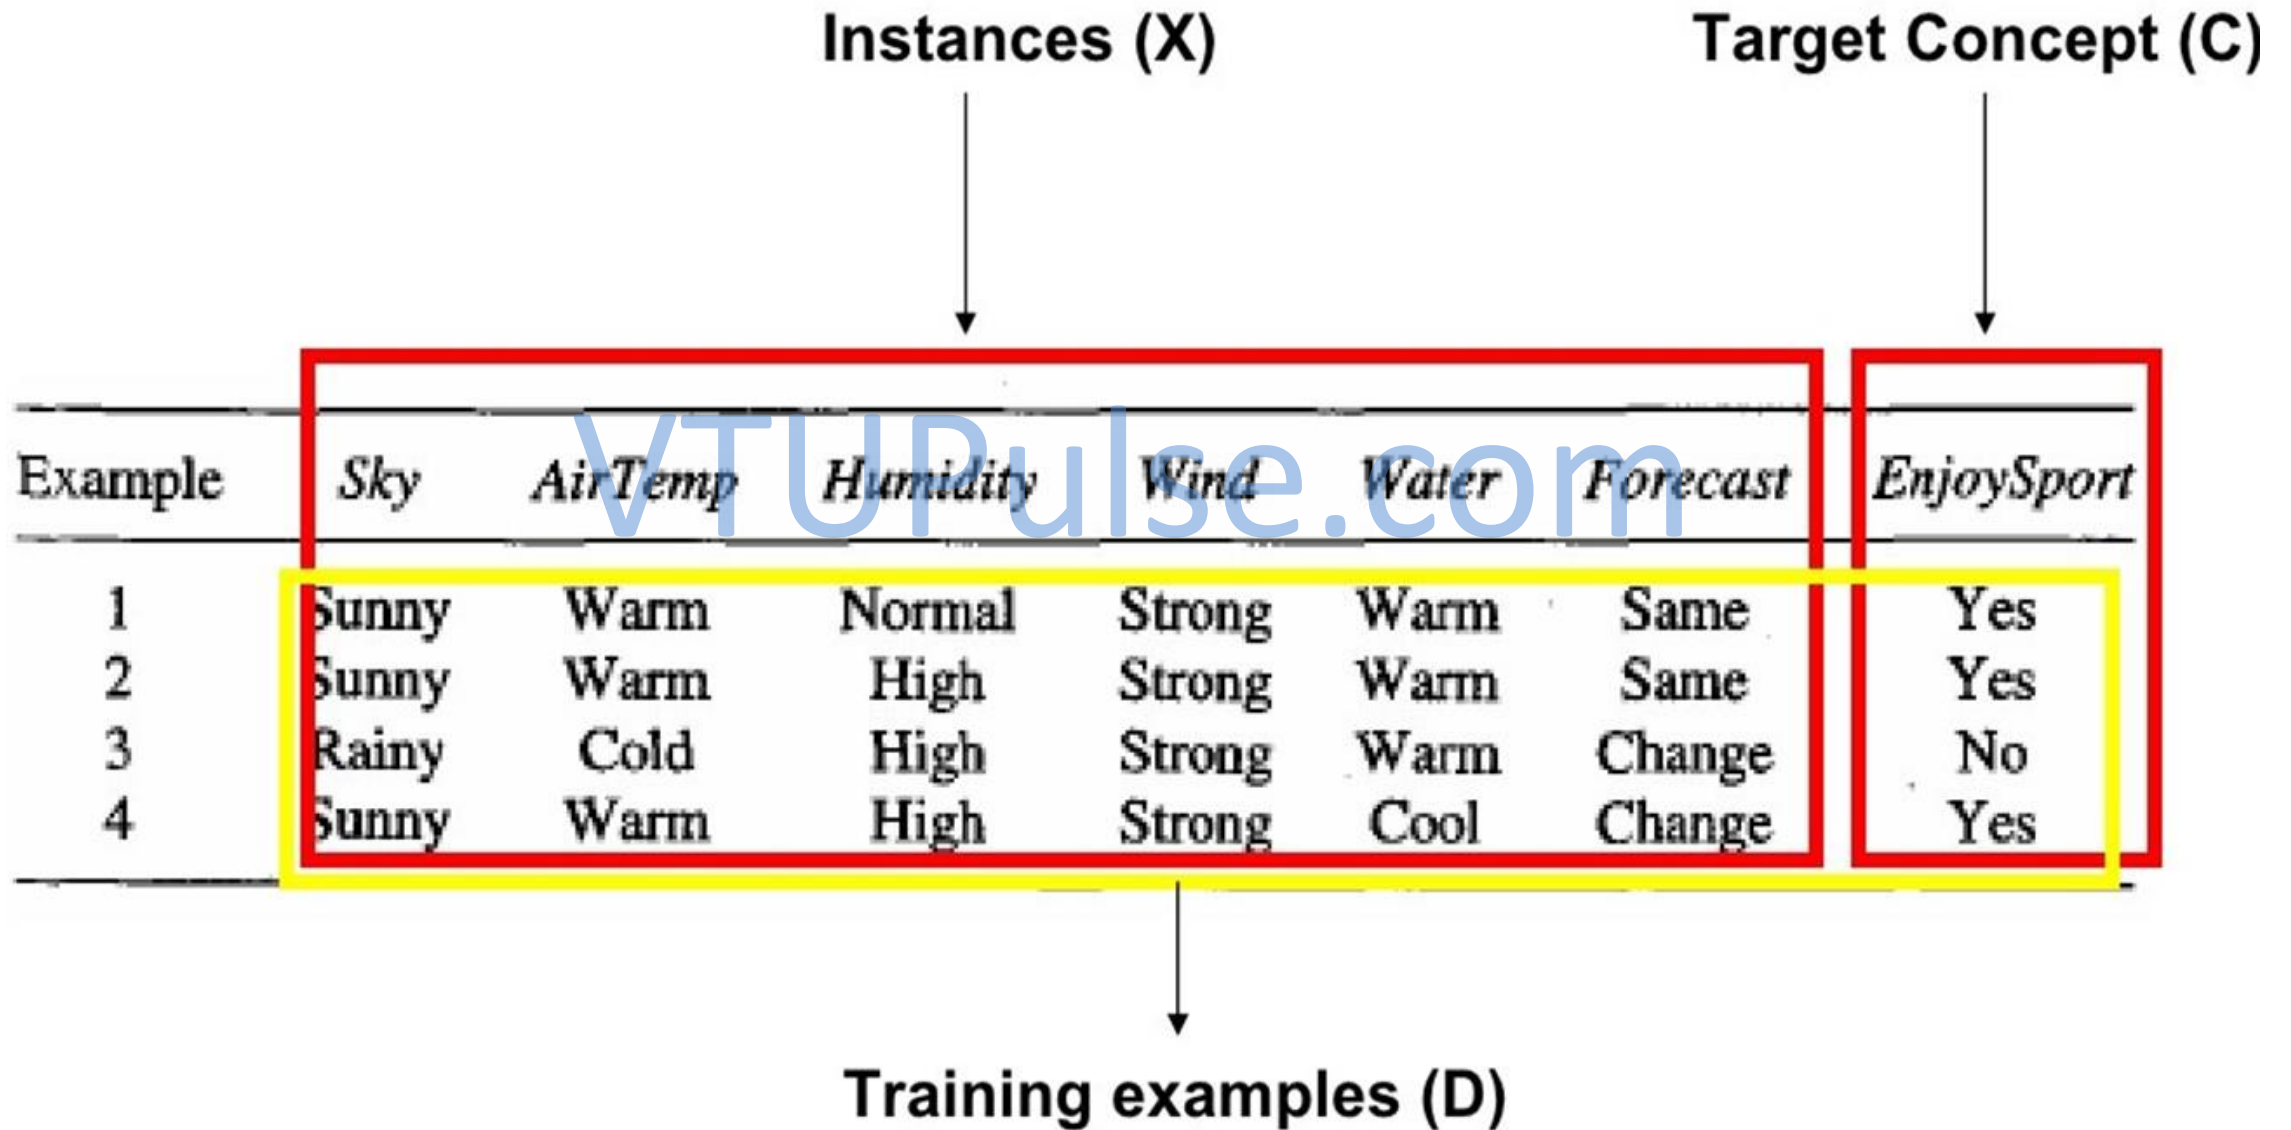 Instances (X) Target Concept (C)
VTUPulse.com
Example Sky AirTemp Humidity Wind Water Forecast EnjoySport
1 Sunny Warm Normal Strong Warm Same Yes
2 Sunny Warm High Strong Warm Same Yes
3 Rainy Cold High Strong Warm Change No
4 Sunny Warm High Strong Cool Change Yes
Training examples (D)